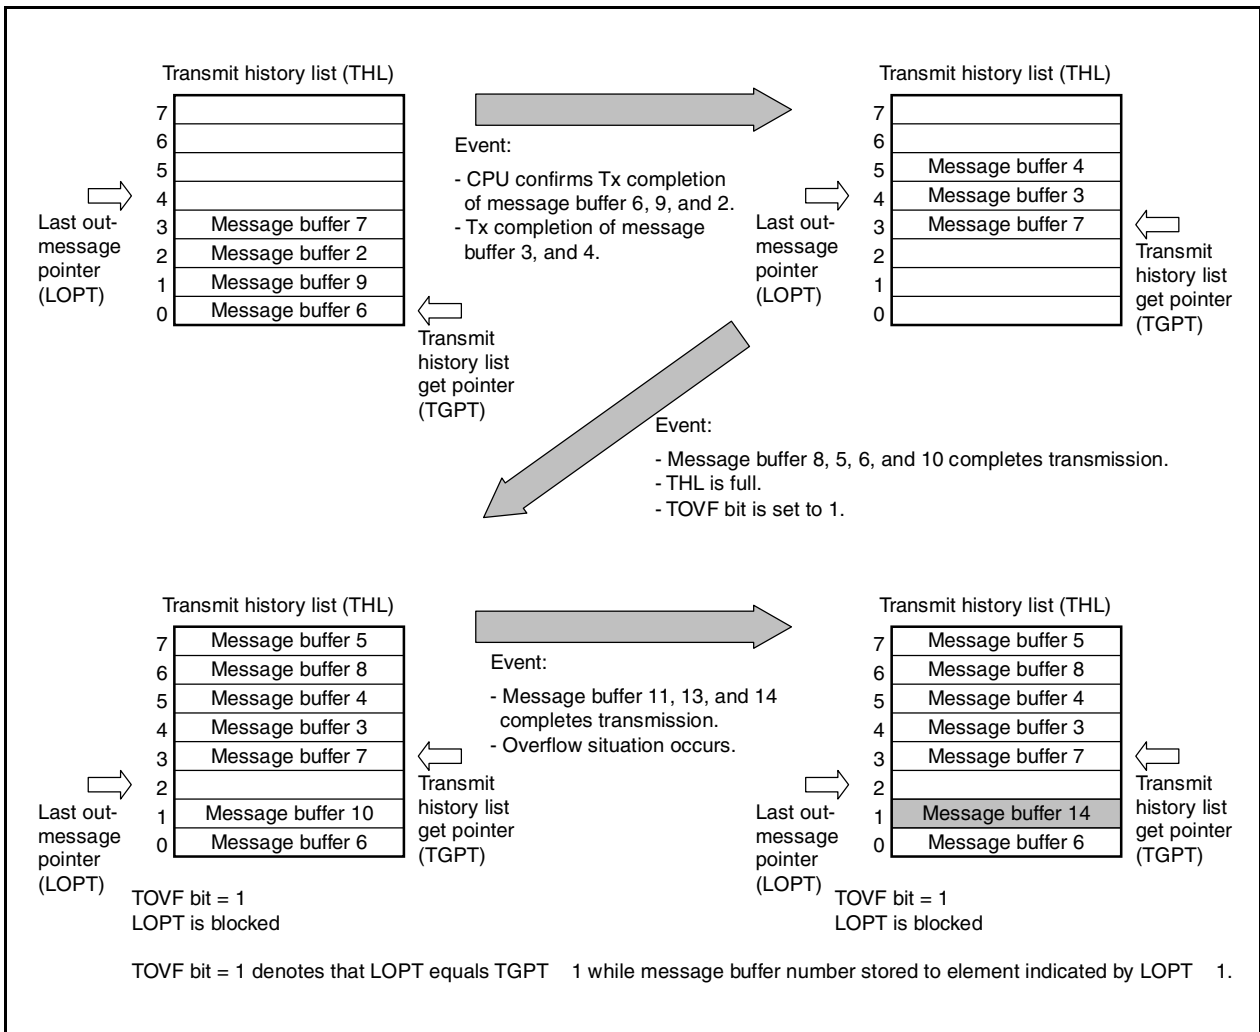 Transmit history list (THL)
7
6
5
4
3 Message buffer 7
2 Message buffer 2
1 Message buffer 9
0 Message buffer 6
Last out-
message
pointer
(LOPT)
Transmit
history list
get pointer
(TGPT)
Event:
- CPU confirms Tx completion
of message buffer 6, 9, and 2.
- Tx completion of message
buffer 3, and 4.
Transmit history list (THL)
7
6
5 Message buffer 4
4 Message buffer 3
3 Message buffer 7
2
1
0
Last out-
message
pointer
(LOPT)
Transmit
history list
get pointer
(TGPT)
Event:
- Message buffer 8, 5, 6, and 10 completes transmission.
- THL is full.
- TOVF bit is set to 1.
Transmit history list (THL)
7 Message buffer 5
6 Message buffer 8
5 Message buffer 4
4 Message buffer 3
3 Message buffer 7
2
1 Message buffer 10
0 Message buffer 6
Last out-
message
pointer
(LOPT)
Transmit
history list
get pointer
(TGPT)
TOVF bit = 1
LOPT is blocked
Event:
- Message buffer 11, 13, and 14
completes transmission.
- Overflow situation occurs.
Transmit history list (THL)
7 Message buffer 5
6 Message buffer 8
5 Message buffer 4
4 Message buffer 3
3 Message buffer 7
2
1 Message buffer 14
0 Message buffer 6
Last out-
message
pointer
(LOPT)
Transmit
history list
get pointer
(TGPT)
TOVF bit = 1
LOPT is blocked
TOVF bit = 1 denotes that LOPT equals TGPT 1 while message buffer number stored to element indicated by LOPT 1.